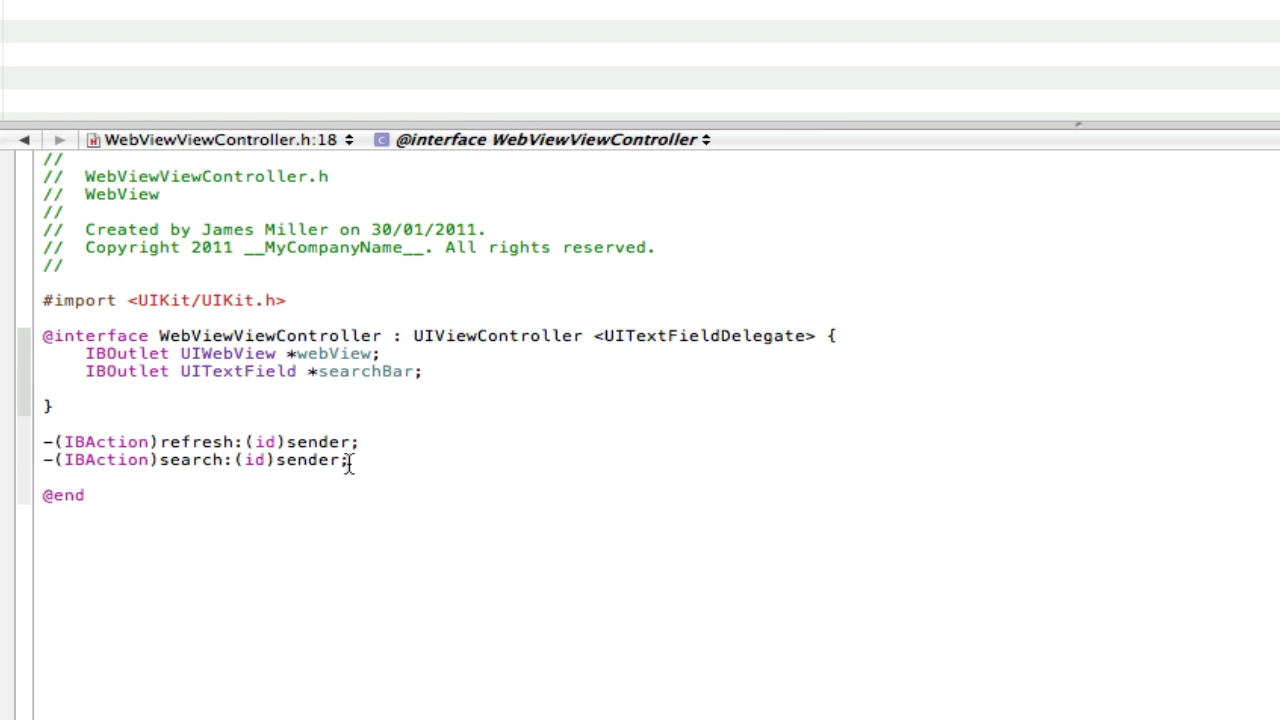 WebViewViewController.h:18 @interface WebViewViewController
//
// WebViewViewController.h
// WebView
//
// Created by James Miller on 30/01/2011.
// Copyright 2011 __MyCompanyName__. All rights reserved.
//
#import <UIKit/UIKit.h>
@interface WebViewViewController : UIViewController <UITextFieldDelegate> {
IBOutlet UIWebView *webView;
IBOutlet UITextField *searchBar;
}
-(IBAction)refresh:(id)sender;
-(IBAction)search:(id)sender;
@end